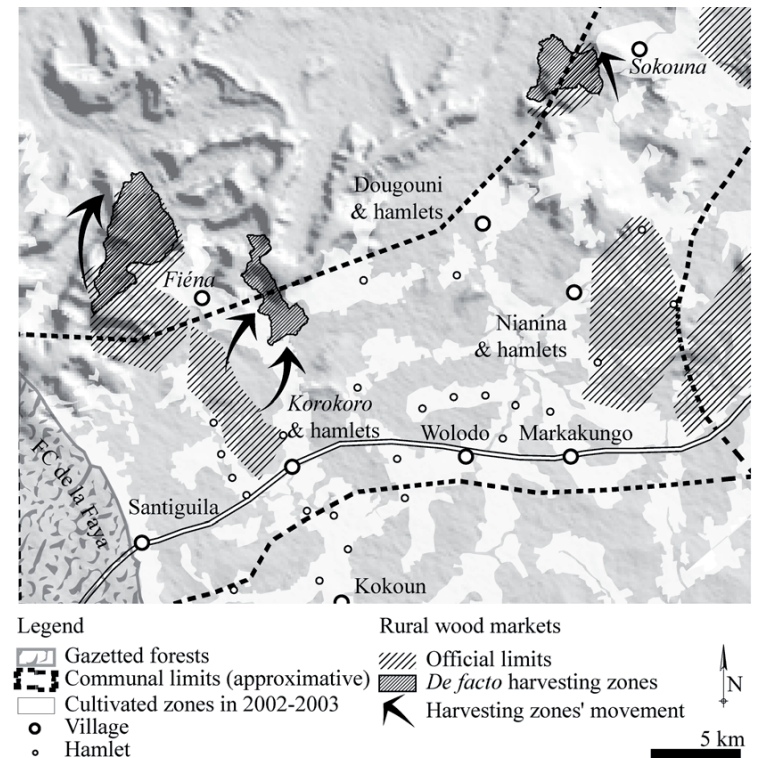 Sokouna
Dougouni
& hamlets
Fiéna
Nianina
& hamlets
Korokoro
& hamlets
Wolodo
Markakungo
FC de la Faya
Santiguila
Kokoun
Legend
Gazetted forests
Communal limits (approximative)
Cultivated zones in 2002-2003
Village
Hamlet
Rural wood markets
Official limits
De facto harvesting zones
Harvesting zones' movement
N
5 km